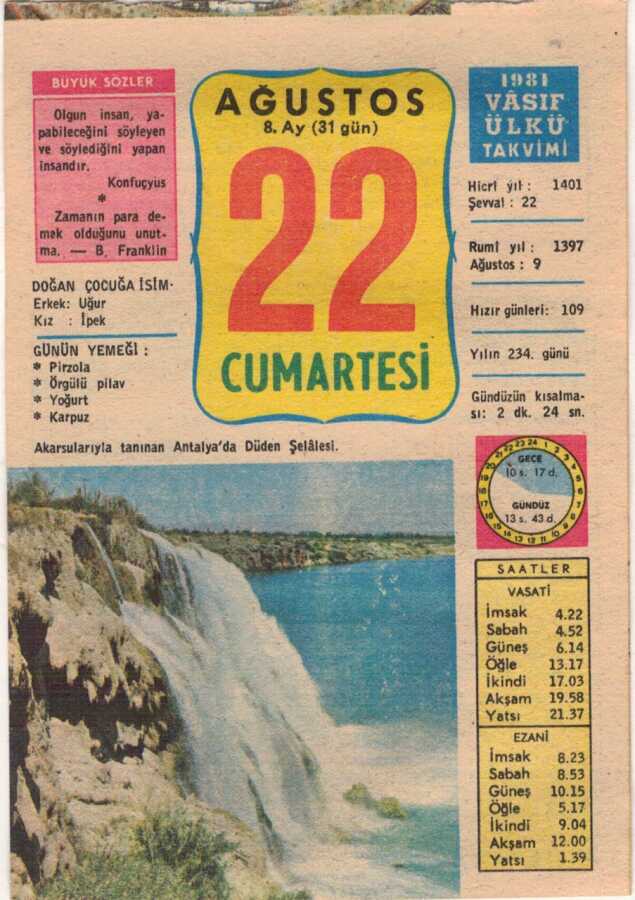 BÜYÜK SÖZLER
Olgun insan, ya-
pabileceğini söyleyen
ve söylediğini yapan
insandır.
Konfuçyüs
*
Zamanın para de-
mek olduğunu unut-
ma. — B. Franklin
DOĞAN ÇOCUĞA İSİM·
Erkek: Uğur
Kız : İpek
GÜNÜN YEMEĞİ :
* Pirzola
* Örgülü pilav
* Yoğurt
* Karpuz
AĞUSTOS
8. Ay (31 gün)
22
CUMARTESİ
1981
VÂSIF
ÜLKÜ
TAKVİMİ
Hicrî yıl : 1401
Şevval : 22
Rumî yıl : 1397
Ağustos : 9
Hızır günleri: 109
Yılın 234. günü
Gündüzün kısalma-
sı: 2 dk. 24 sn.
Akarsularıyla tanınan Antalya'da Düden Şelâlesi.
GECE
10 s. 17 d.
GÜNDÜZ
13 s. 43 d.
SAATLER
VASATİ
İmsak 4.22
Sabah 4.52
Güneş 6.14
Öğle 13.17
İkindi 17.03
Akşam 19.58
Yatsı 21.37
EZANİ
İmsak 8.23
Sabah 8.53
Güneş 10.15
Öğle 5.17
İkindi 9.04
Akşam 12.00
Yatsı 1.39